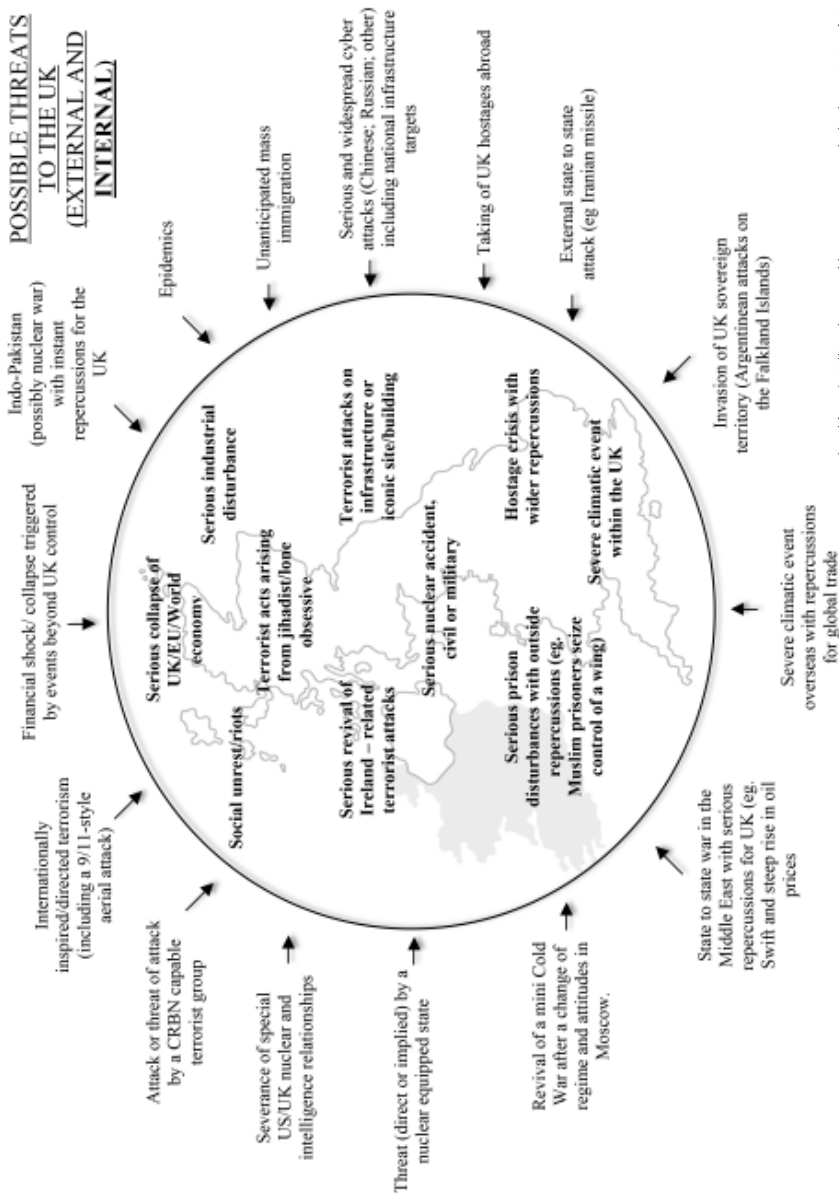 POSSIBLE THREATS
TO THE UK
(EXTERNAL AND
INTERNAL)
Indo-Pakistan
(possibly nuclear war)
with instant
repercussions for the
UK
Epidemics
Unanticipated mass
immigration
Serious and widespread cyber
attacks (Chinese; Russian; other)
including national infrastructure
targets
Taking of UK hostages abroad
External state to state
attack (eg Iranian missile)
Invasion of UK sovereign
territory (Argentinean attacks on
the Falkland Islands)
Severe climatic event
overseas with repercussions
for global trade
State to state war in the
Middle East with serious
repercussions for UK (eg.
Swift and steep rise in oil
prices
Revival of a mini Cold
War after a change of
regime and attitudes in
Moscow.
Threat (direct or implied) by a
nuclear equipped state
Severance of special
US/UK nuclear and
intelligence relationships
Attack or threat of attack
by a CRBN capable
terrorist group
Internationally
inspired/directed terrorism
(including a 9/11-style
aerial attack)
Financial shock/ collapse triggered
by events beyond UK control
Serious collapse of
UK/EU/World
economy
Serious industrial
disturbance
Social unrest/riots
Terrorist acts arising
from jihadist/lone
obsessive
Terrorist attacks on
infrastructure or
iconic site/building
Serious revival of
Ireland – related
terrorist attacks
Serious nuclear accident,
civil or military
Hostage crisis with
wider repercussions
Serious prison
disturbances with outside
repercussions (eg.
Muslim prisoners seize
control of a wing)
Severe climatic event
within the UK